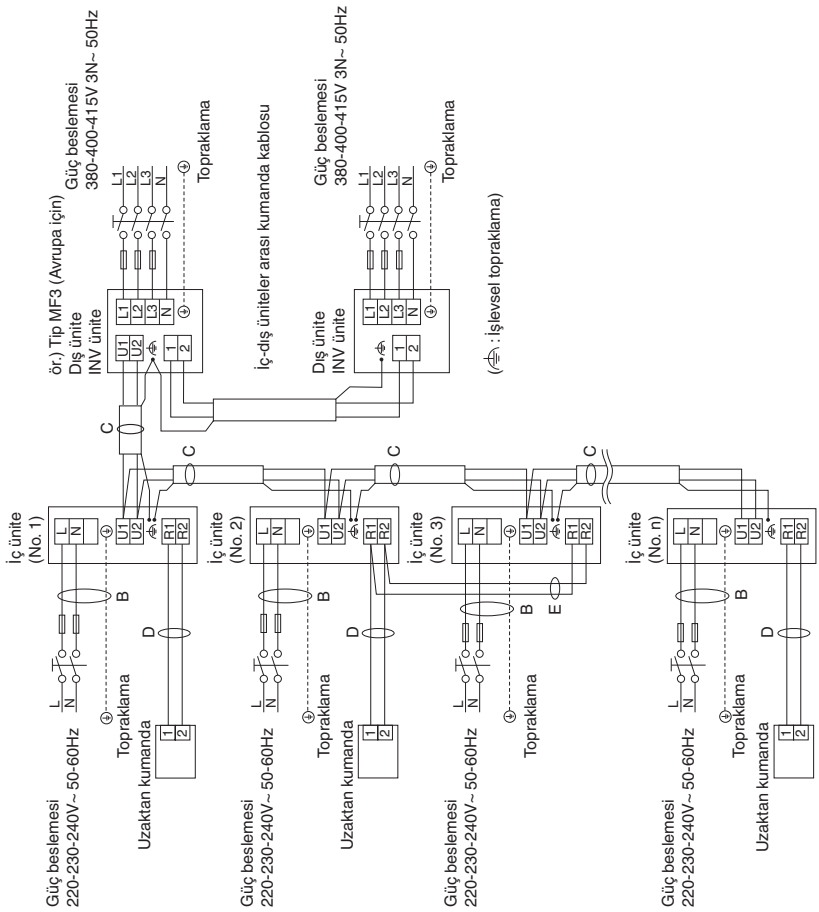 ör.) Tip MF3 (Avrupa için)
Dış ünite
INV ünite
Güç beslemesi
380-400-415V 3N~ 50Hz
L1
L2
L3
N
U1
U2
1
2
L1
L2
L3
N
Topraklama
İç-dış üniteler arası kumanda kablosu
Dış ünite
INV ünite
Güç beslemesi
380-400-415V 3N~ 50Hz
L1
L2
L3
N
1
2
L1
L2
L3
N
Topraklama
( : İşlevsel topraklama)
C
C
C
C
İç ünite
(No. 1)
L
N
U1
U2
R1
R2
B
D
L
N
Topraklama
1
2
Güç beslemesi
220-230-240V~ 50-60Hz
Uzaktan kumanda
İç ünite
(No. 2)
L
N
U1
U2
R1
R2
B
D
L
N
Topraklama
1
2
Güç beslemesi
220-230-240V~ 50-60Hz
Uzaktan kumanda
İç ünite
(No. 3)
L
N
U1
U2
R1
R2
B
E
L
N
Topraklama
Güç beslemesi
220-230-240V~ 50-60Hz
İç ünite
(No. n)
L
N
U1
U2
R1
R2
B
D
L
N
Topraklama
1
2
Güç beslemesi
220-230-240V~ 50-60Hz
Uzaktan kumanda